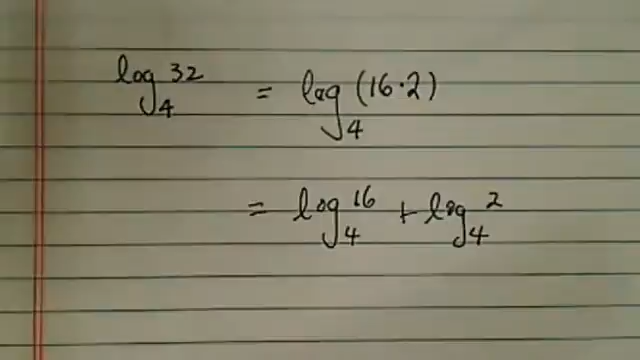 log₄ 32 = log₄ (16·2)
= log₄ 16 + log₄ 2